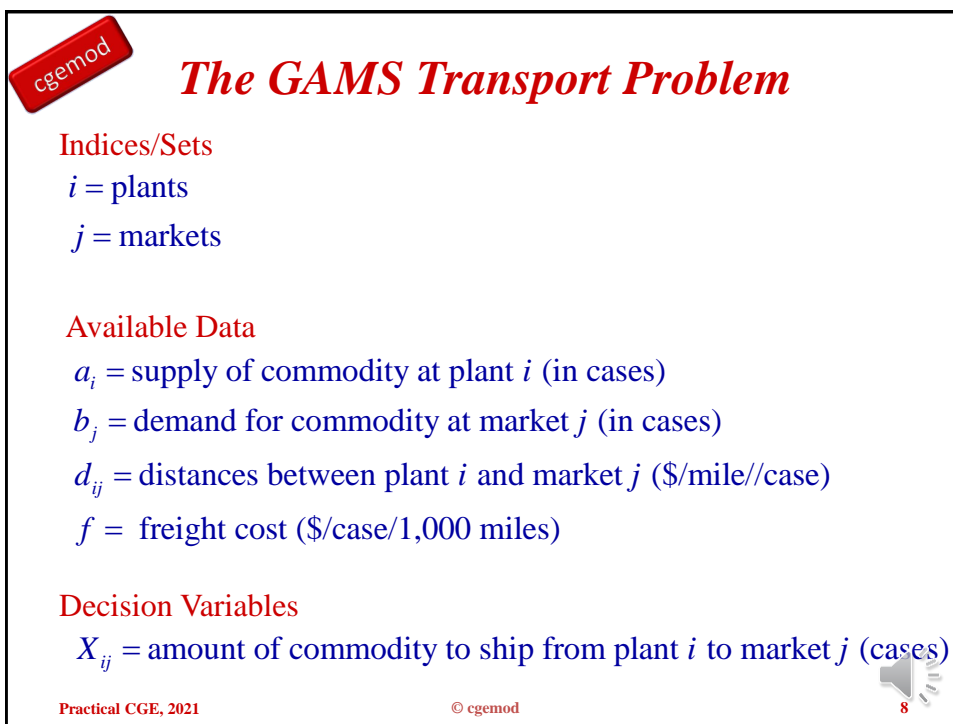 cgemod
The GAMS Transport Problem
Indices/Sets
i = plants
j = markets
Available Data
a_i = supply of commodity at plant i (in cases)
b_j = demand for commodity at market j (in cases)
d_ij = distances between plant i and market j ($/mile//case)
f = freight cost ($/case/1,000 miles)
Decision Variables
X_ij = amount of commodity to ship from plant i to market j (cases)
Practical CGE, 2021 © cgemod 8